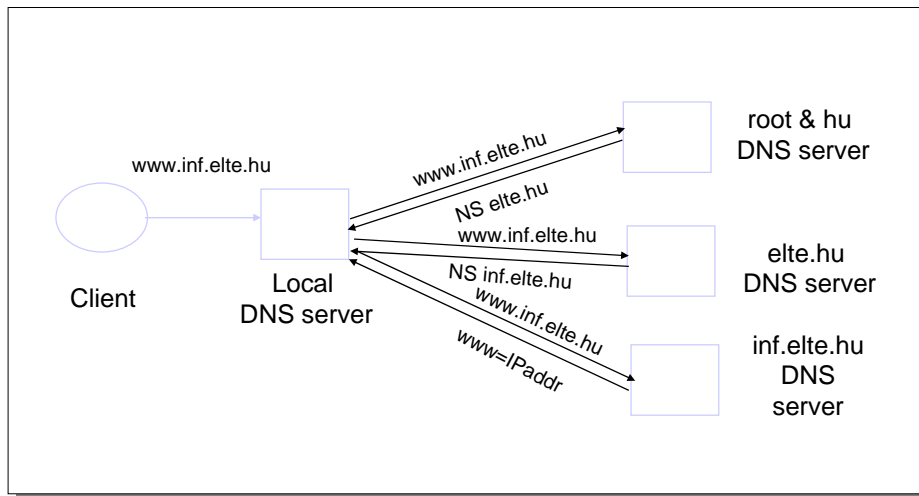 www.inf.elte.hu
Client
Local
DNS server
www.inf.elte.hu
NS elte.hu
www.inf.elte.hu
NS inf.elte.hu
www.inf.elte.hu
www=IPaddr
root & hu
DNS server
elte.hu
DNS server
inf.elte.hu
DNS
server